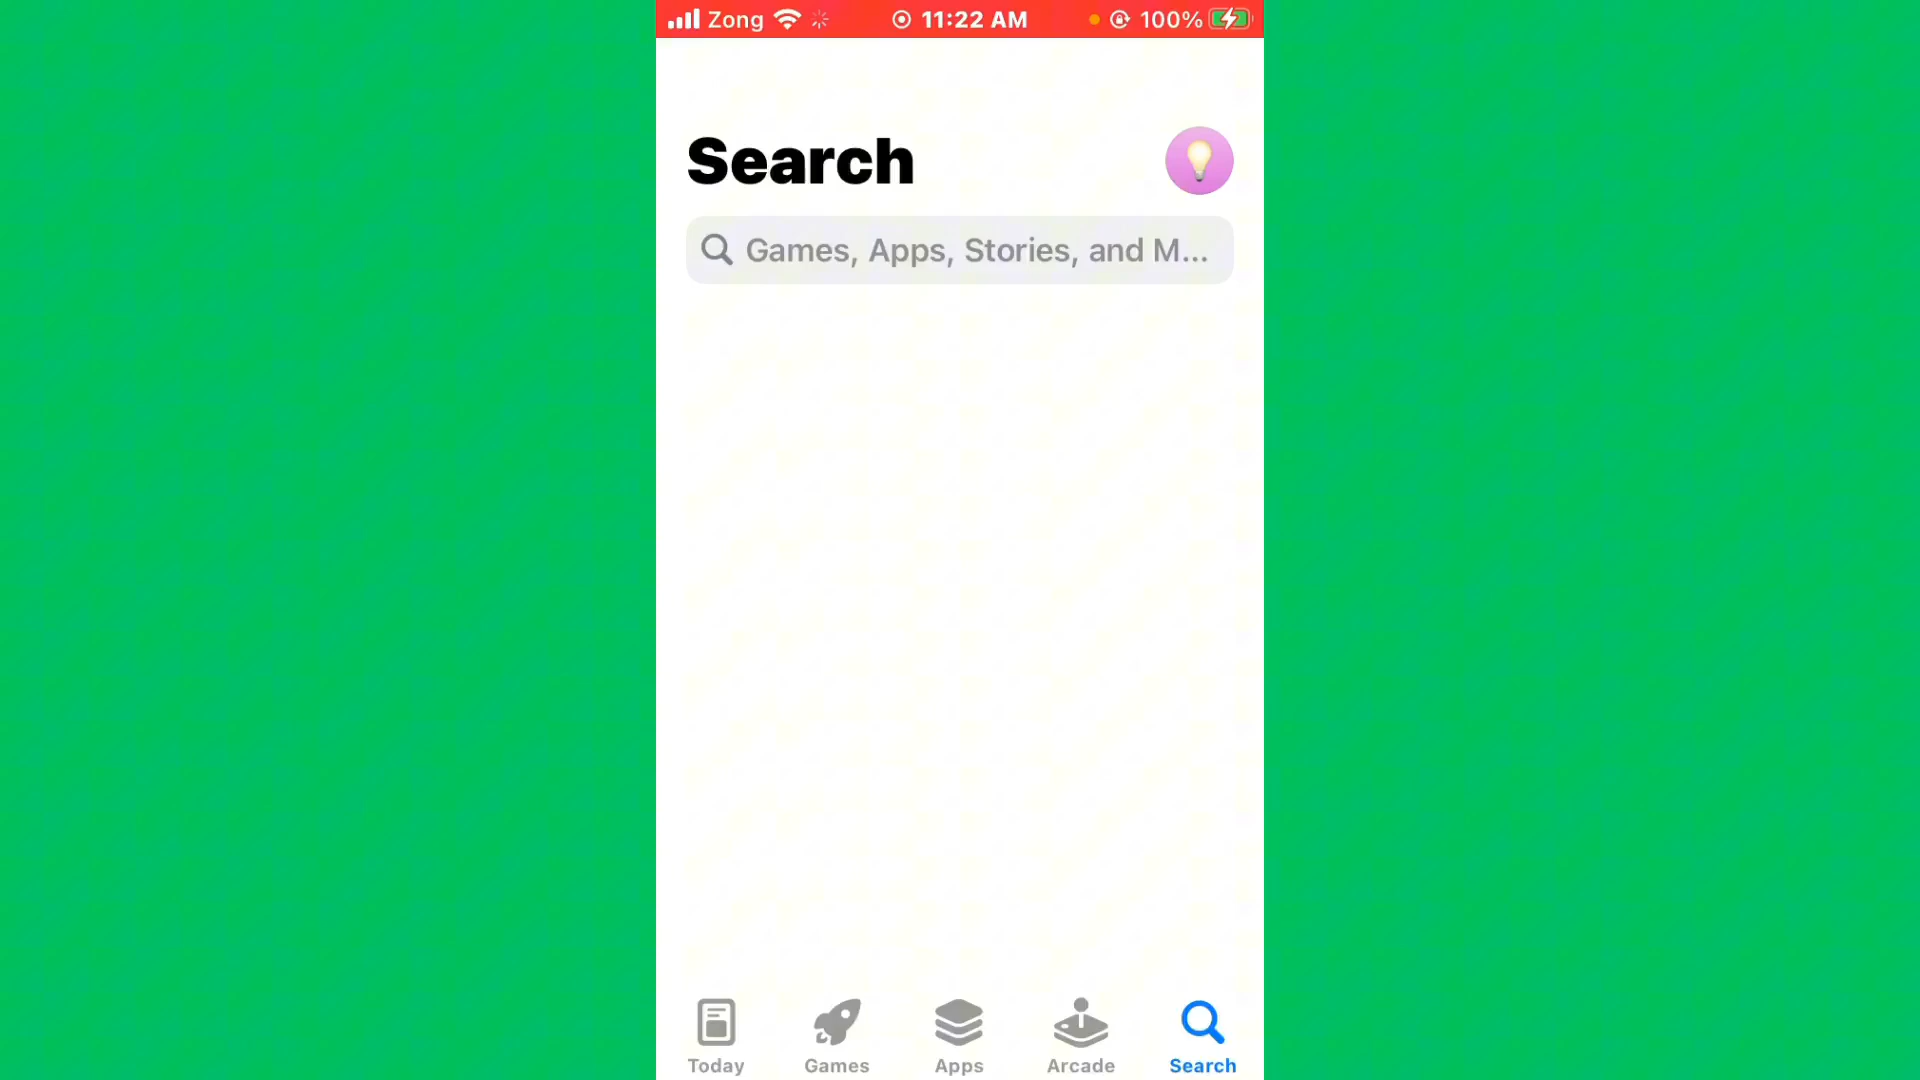 Zong 11:22 AM 100%
Search
Games, Apps, Stories, and M...
Today Games Apps Arcade Search